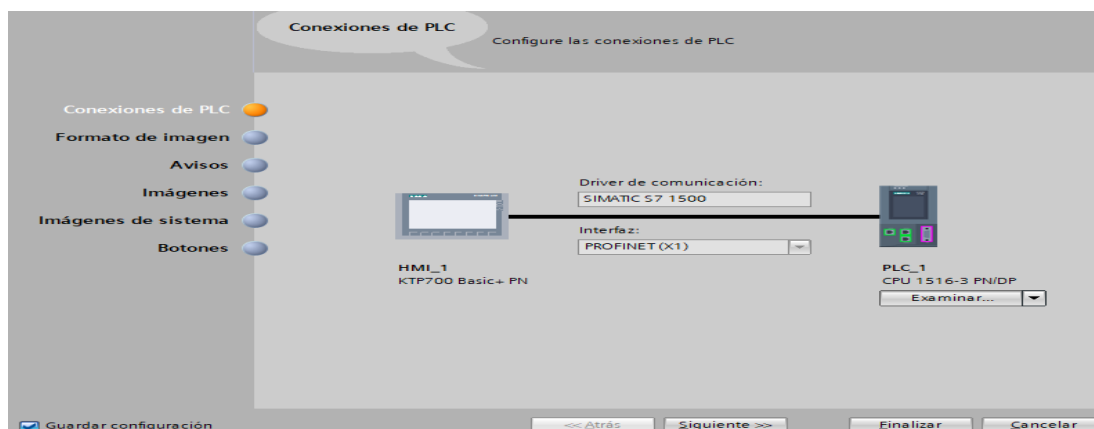 Conexiones de PLC
Configure las conexiones de PLC
Conexiones de PLC
Formato de imagen
Avisos
Imágenes
Imágenes de sistema
Botones
Driver de comunicación:
SIMATIC S7 1500
Interfaz:
PROFINET (X1)
HMI_1
KTP700 Basic+ PN
PLC_1
CPU 1516-3 PN/DP
Examinar...
Guardar configuración
<< Atrás
Siguiente >>
Finalizar
Cancelar